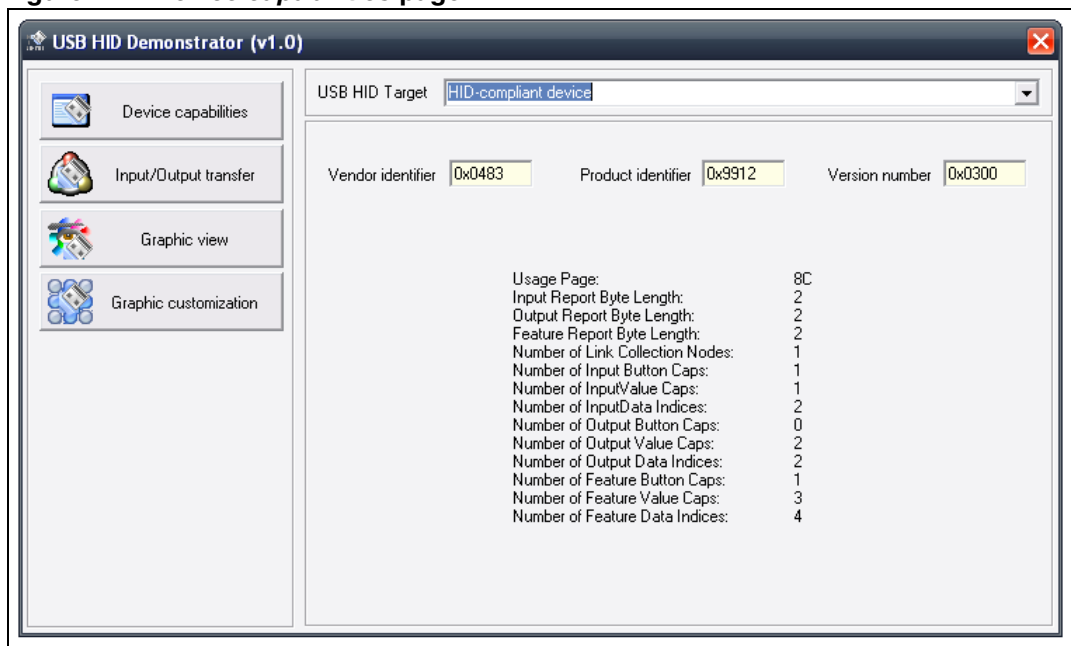 USB HID Demonstrator (v1.0)
Device capabilities
Input/Output transfer
Graphic view
Graphic customization
USB HID Target HID-compliant device
Vendor identifier 0x0483 Product identifier 0x9912 Version number 0x0300
Usage Page: 8C
Input Report Byte Length: 2
Output Report Byte Length: 2
Feature Report Byte Length: 2
Number of Link Collection Nodes: 1
Number of Input Button Caps: 1
Number of InputValue Caps: 1
Number of InputData Indices: 2
Number of Output Button Caps: 0
Number of Output Value Caps: 2
Number of Output Data Indices: 2
Number of Feature Button Caps: 1
Number of Feature Value Caps: 3
Number of Feature Data Indices: 4